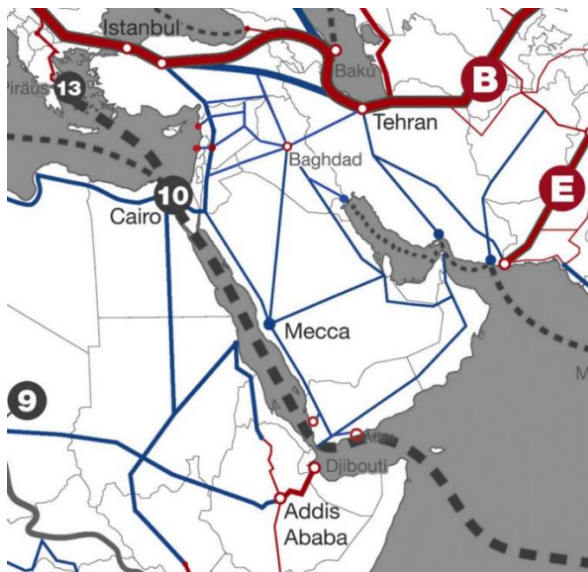 Istanbul
Baku
B
Piräus
13
Tehran
Baghdad
E
10
Cairo
Mecca
9
M
Djibouti
Addis
Ababa